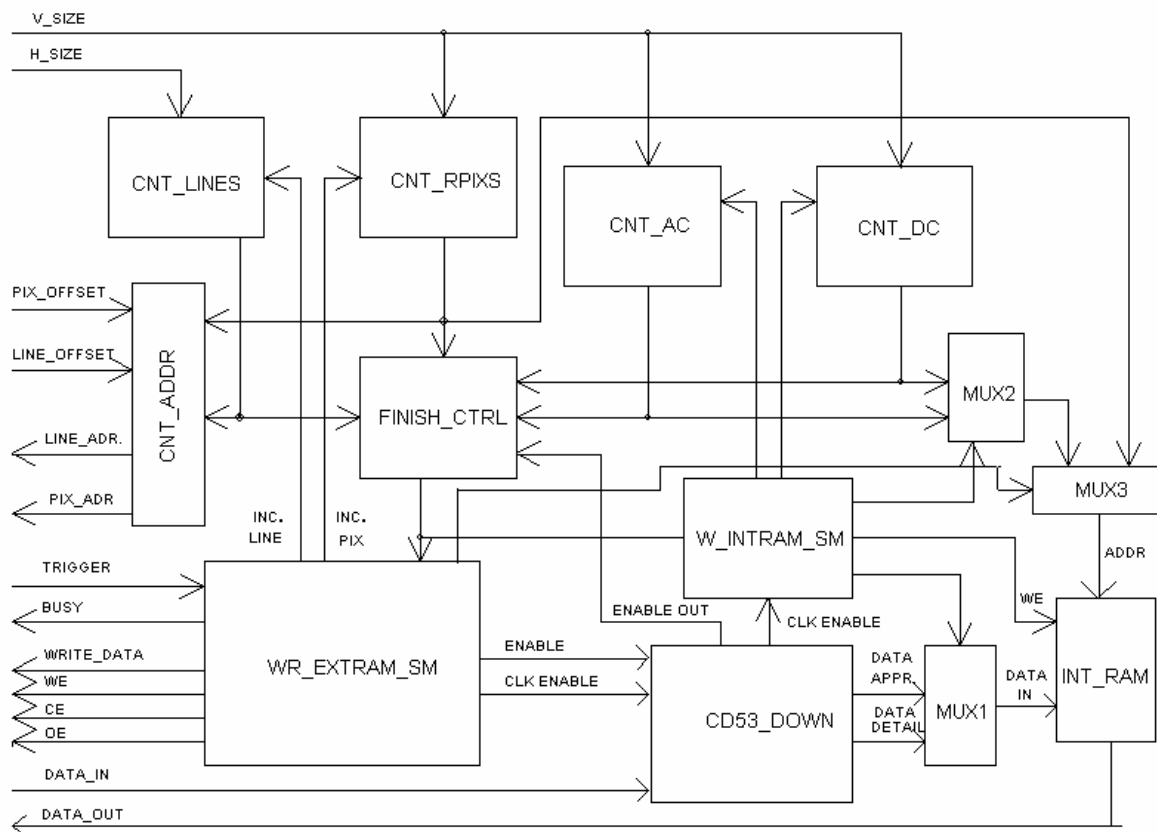 V_SIZE
H_SIZE
CNT_LINES
CNT_RPIXS
CNT_AC
CNT_DC
PIX_OFFSET
LINE_OFFSET
CNT_ADDR
LINE_ADR.
PIX_ADR
FINISH_CTRL
MUX2
MUX3
INC.
LINE
INC.
PIX
W_INTRAM_SM
ADDR
TRIGGER
BUSY
WRITE_DATA
WE
CE
OE
WR_EXTRAM_SM
ENABLE OUT
CLK ENABLE
WE
ENABLE
CLK ENABLE
CD53_DOWN
DATA
APPR.
DATA
DETAIL
MUX1
DATA
IN
INT_RAM
DATA_IN
DATA_OUT